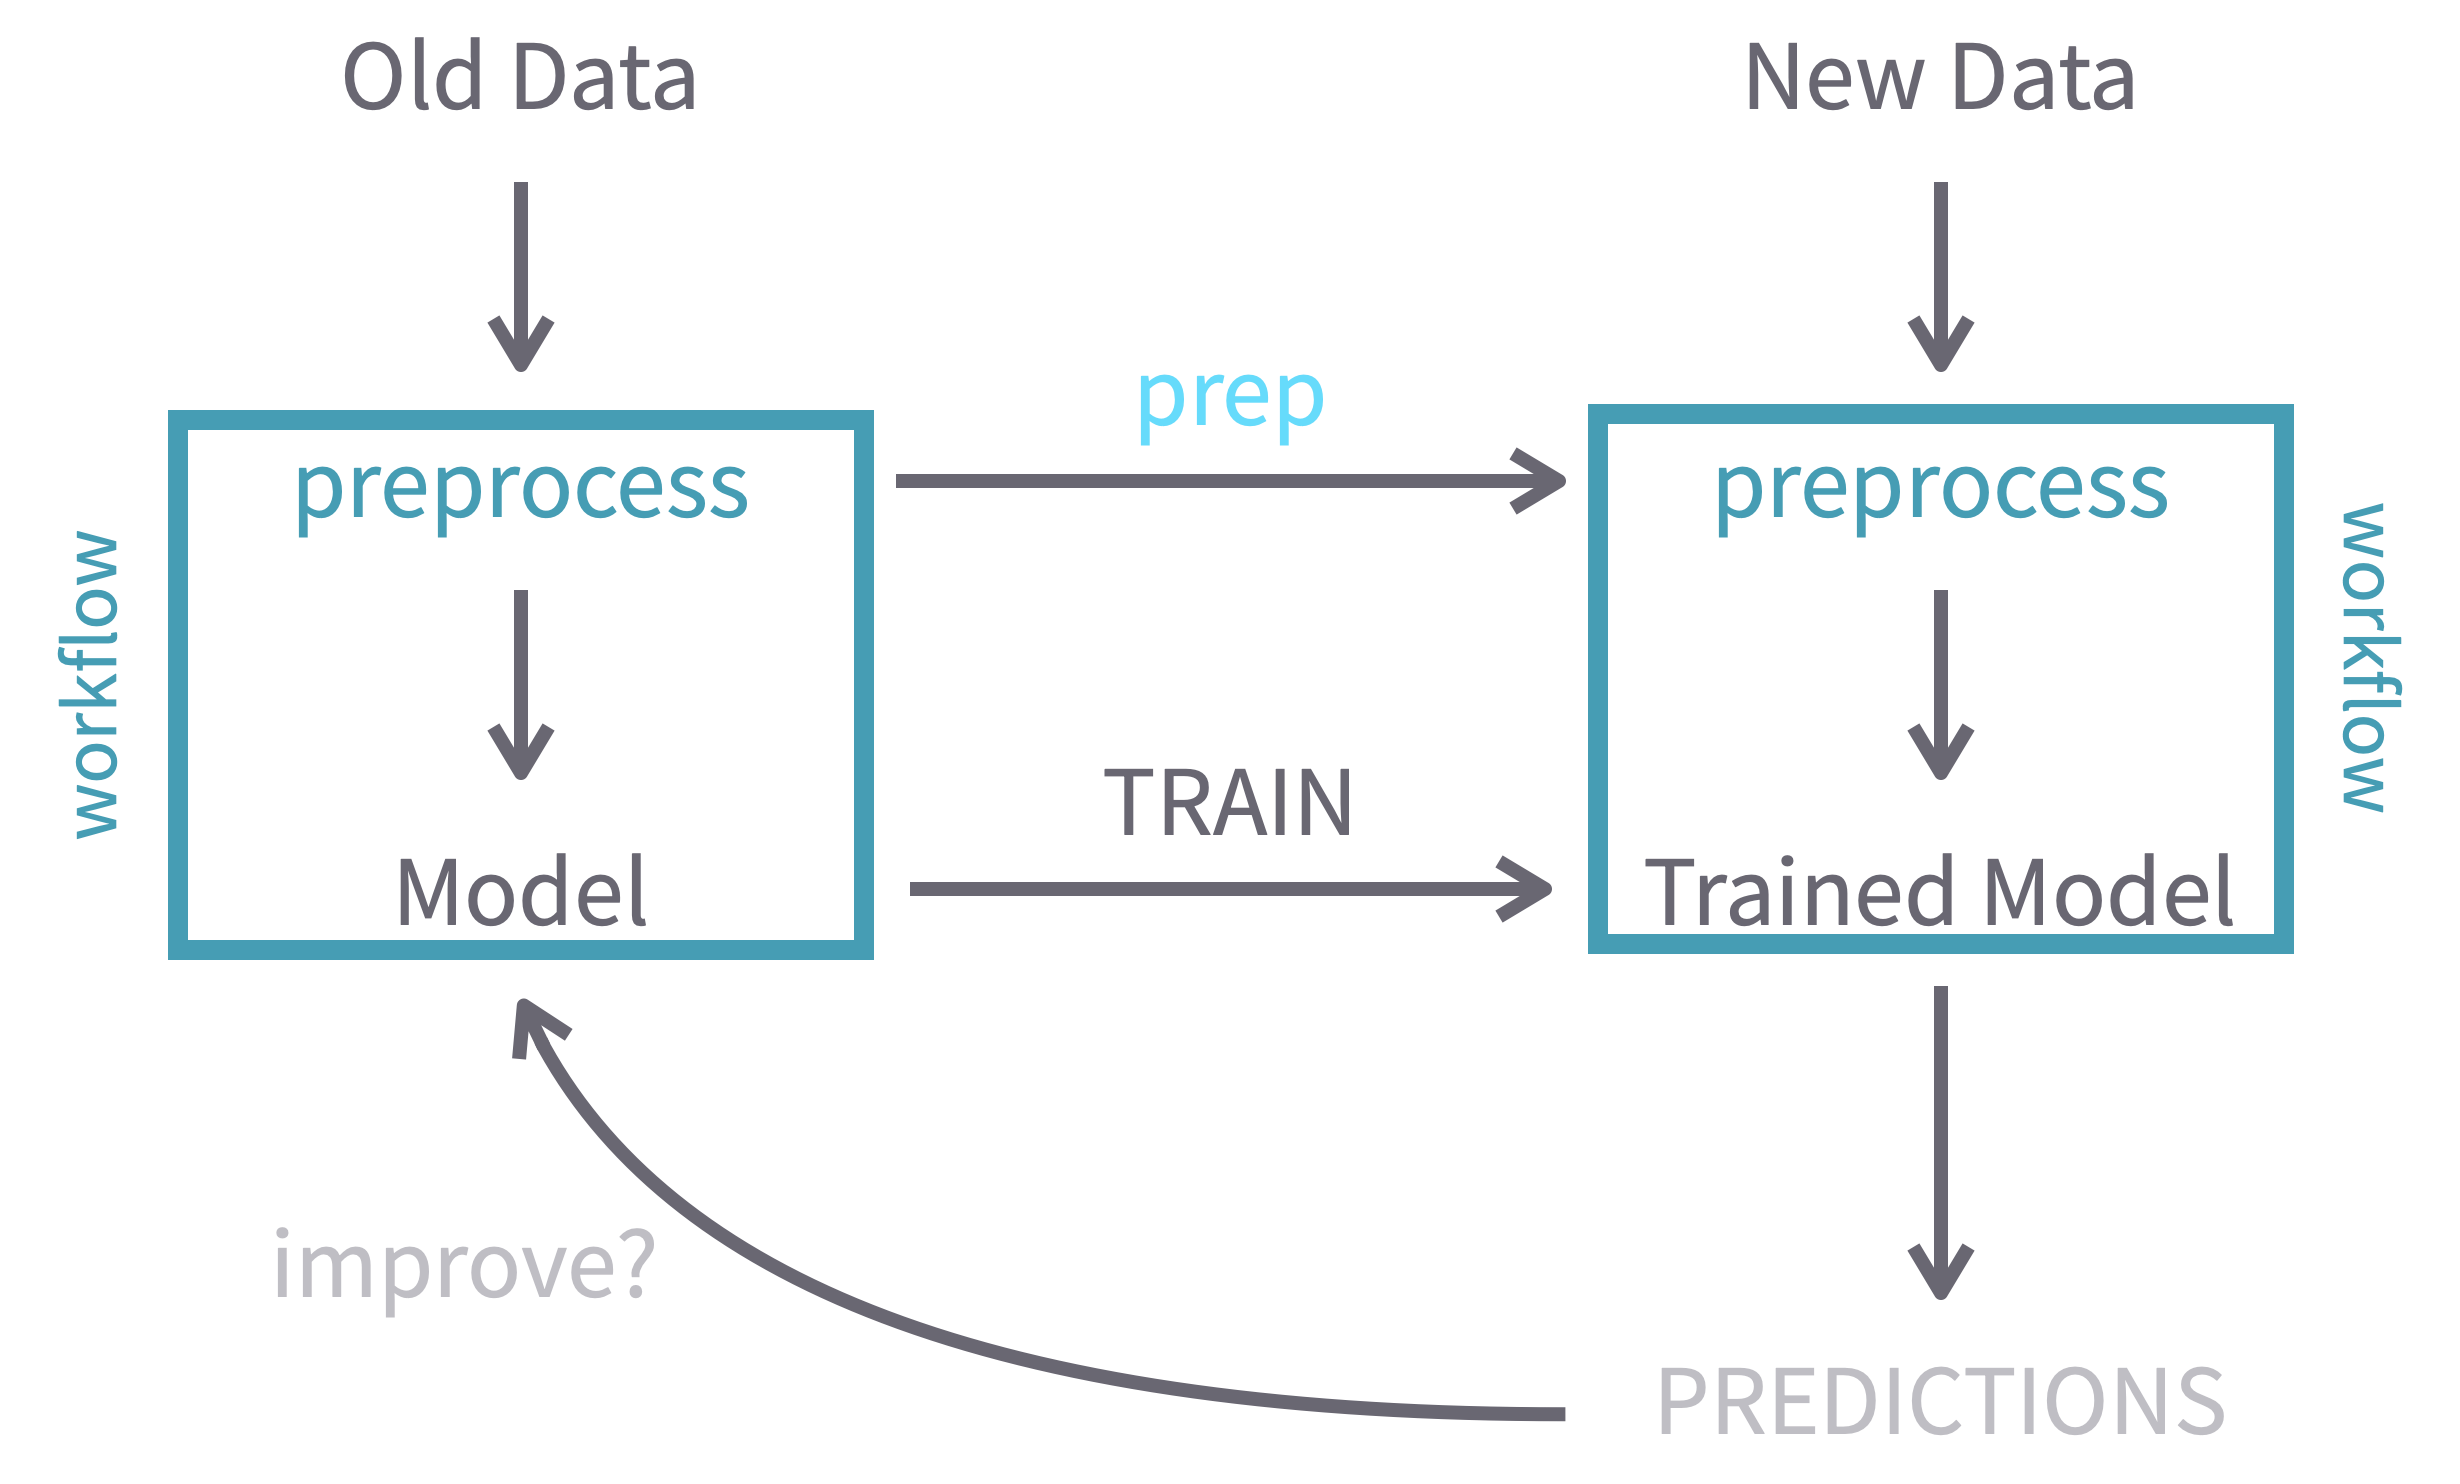 Old Data
New Data
prep
preprocess
preprocess
workflow
workflow
TRAIN
Model
Trained Model
improve?
PREDICTIONS